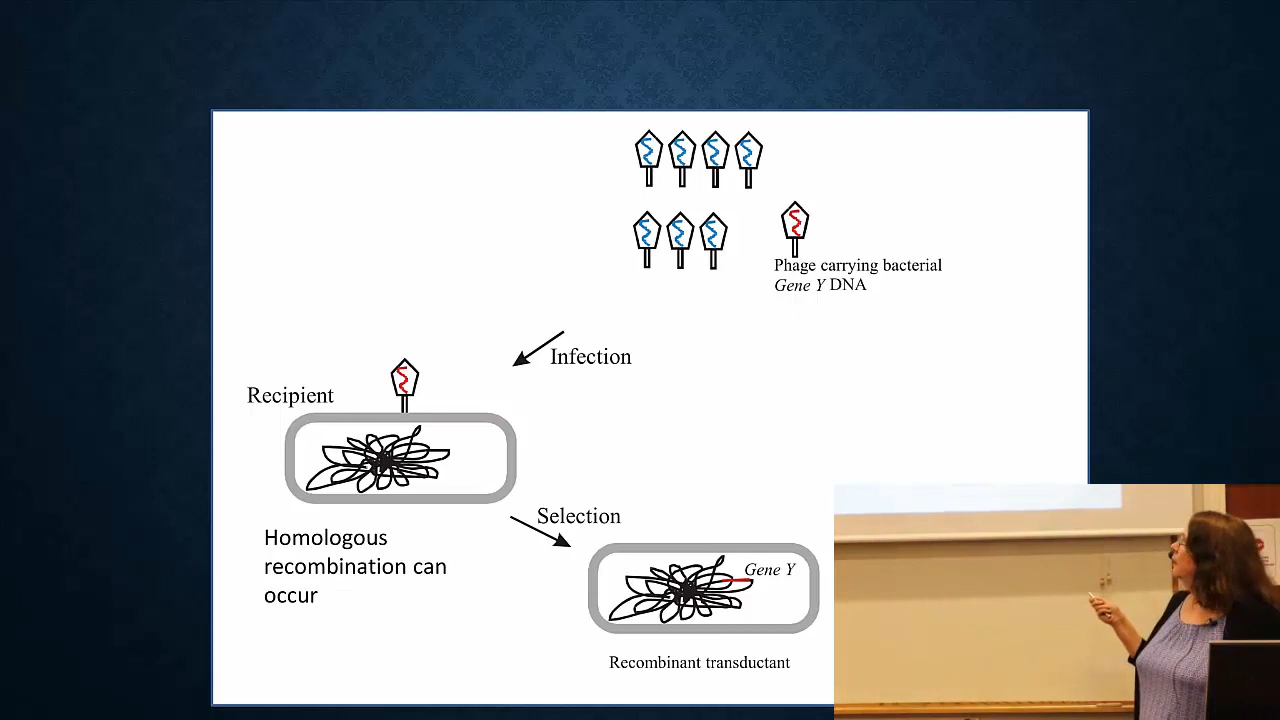 Phage carrying bacterial
Gene Y DNA
Infection
Recipient
Selection
Homologous
recombination can
occur
Gene Y
Recombinant transductant